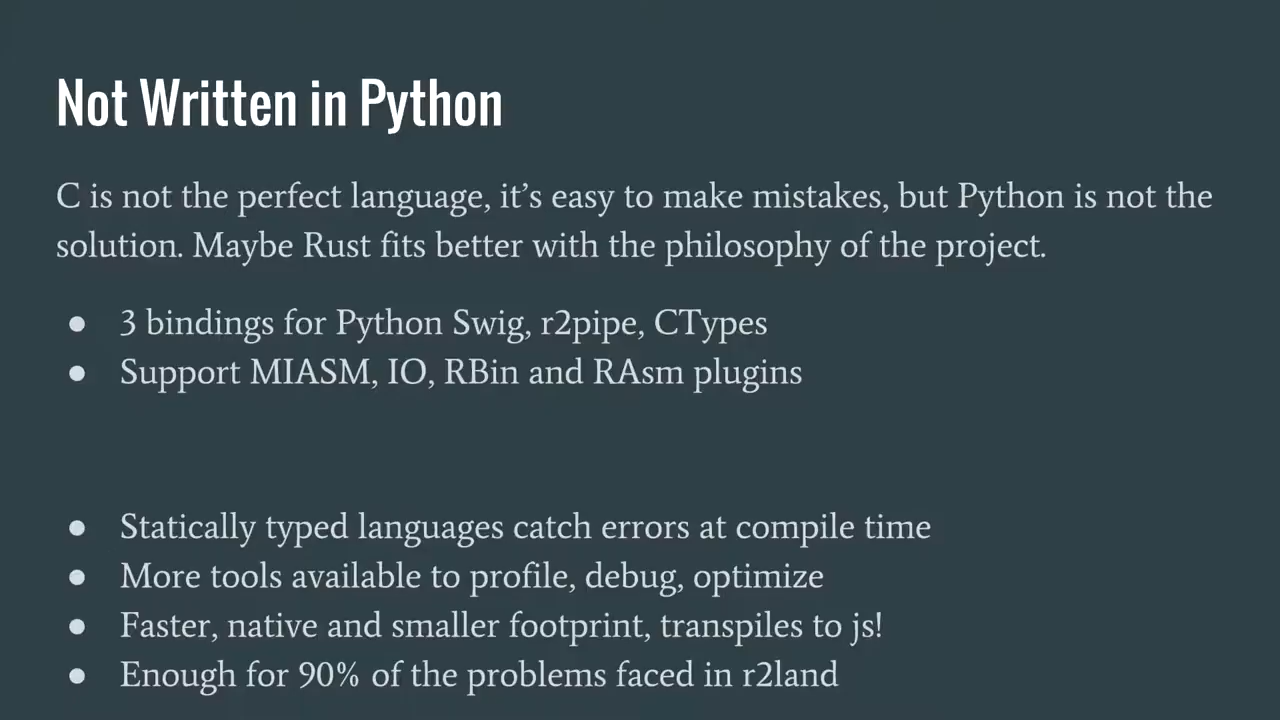 Not Written in Python
C is not the perfect language, it’s easy to make mistakes, but Python is not the
solution. Maybe Rust fits better with the philosophy of the project.
● 3 bindings for Python Swig, r2pipe, CTypes
● Support MIASM, IO, RBin and RAsm plugins
● Statically typed languages catch errors at compile time
● More tools available to profile, debug, optimize
● Faster, native and smaller footprint, transpiles to js!
● Enough for 90% of the problems faced in r2land